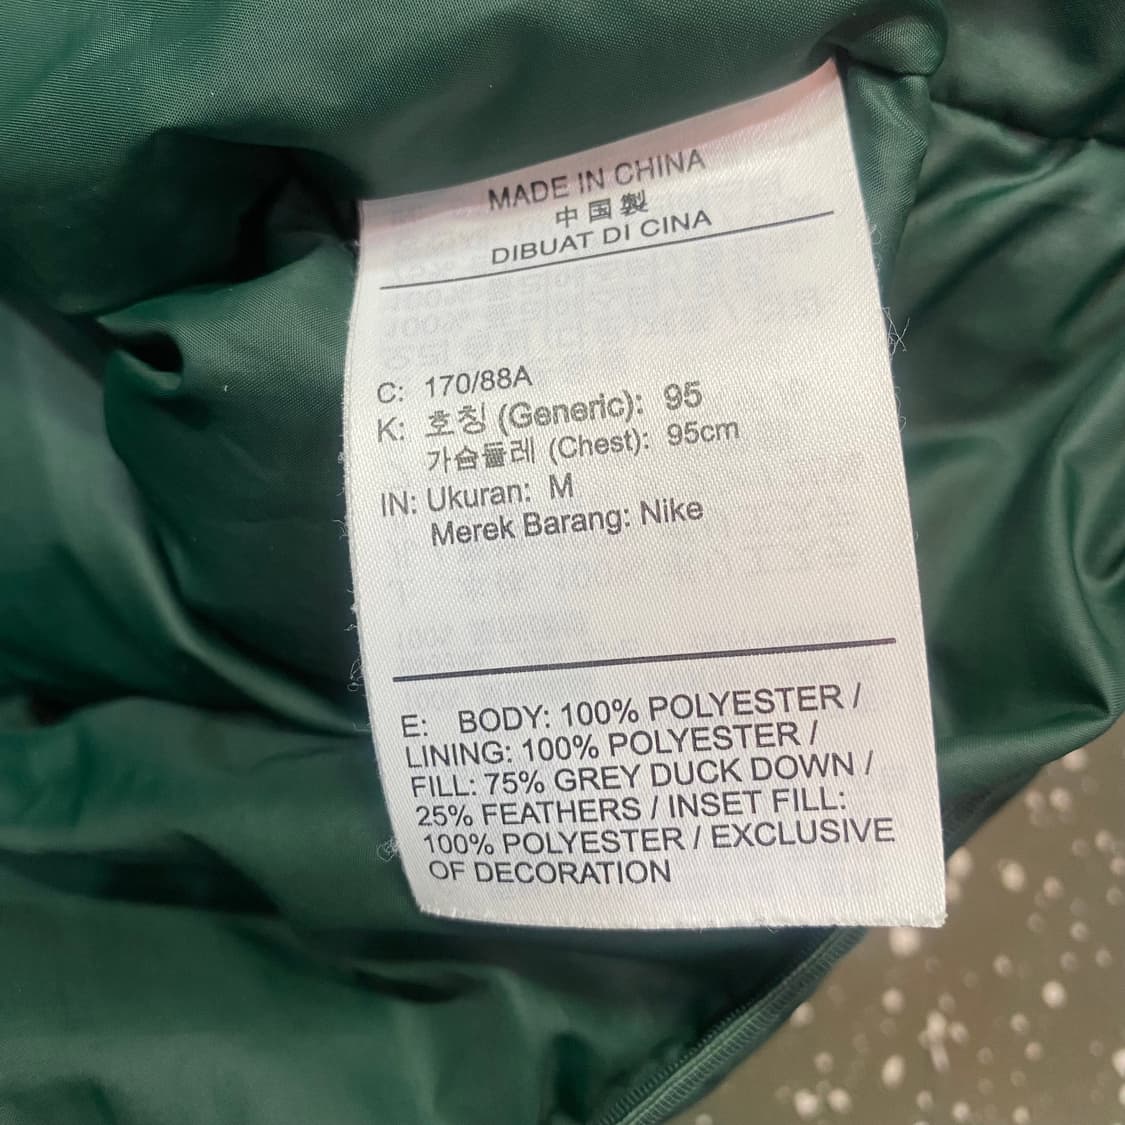 MADE IN CHINA
中国製
DIBUAT DI CINA
C: 170/88A
K: 호칭 (Generic): 95
가슴둘레 (Chest): 95cm
IN: Ukuran: M
Merek Barang: Nike
E: BODY: 100% POLYESTER /
LINING: 100% POLYESTER /
FILL: 75% GREY DUCK DOWN /
25% FEATHERS / INSET FILL:
100% POLYESTER / EXCLUSIVE
OF DECORATION